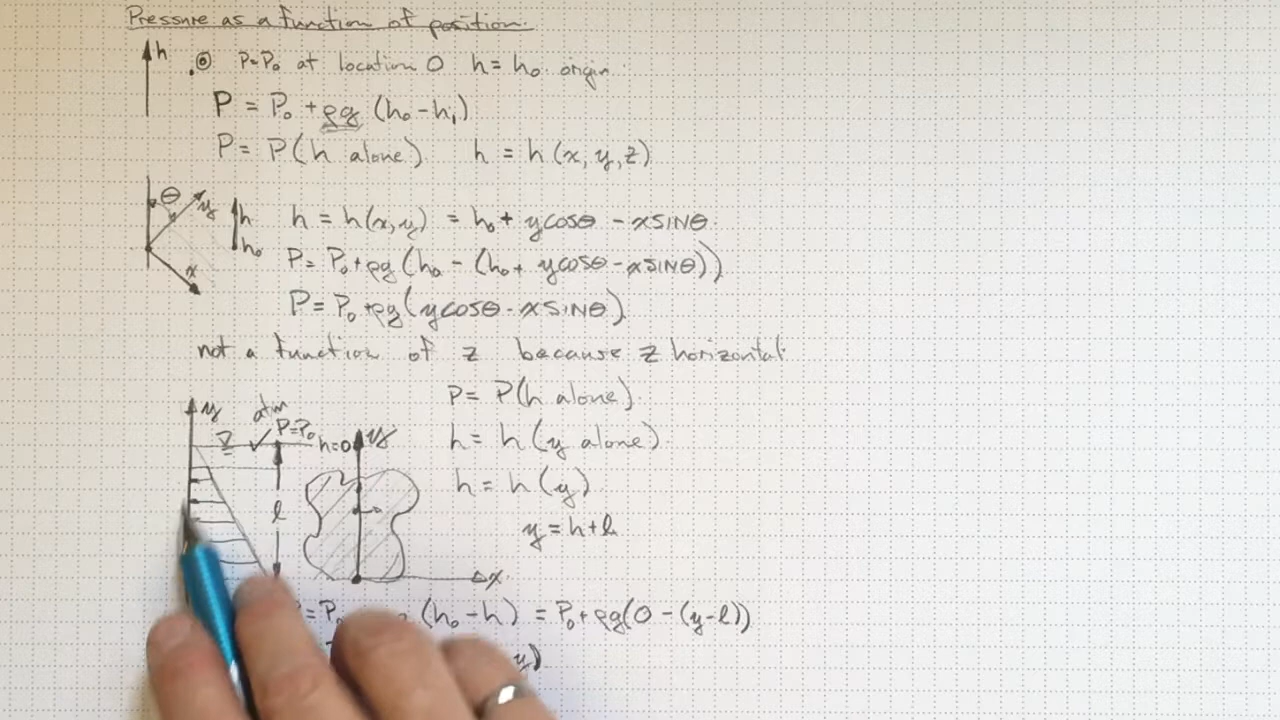 Pressure as a function of position.
h
P=P₀ at location O h = h₀ origin
P = P₀ + ρg (h₀ - h₁)
P = P(h alone) h = h(x, y, z)
θ y h h₀ x
h = h(x, y) = h₀ + y cosθ - x SINθ
P = P₀ + ρg (h₀ - (h₀ + y cosθ - x SINθ))
P = P₀ + ρg (y cosθ - x SINθ)
not a function of z because z horizontal.
P = P(h alone)
y atm P=P₀ h=0 y
h = h (y alone)
l
h = h(y)
y = h + l
x
=P₀ (h₀ - h) = P₀ + ρg(0 - (y - l))
y)